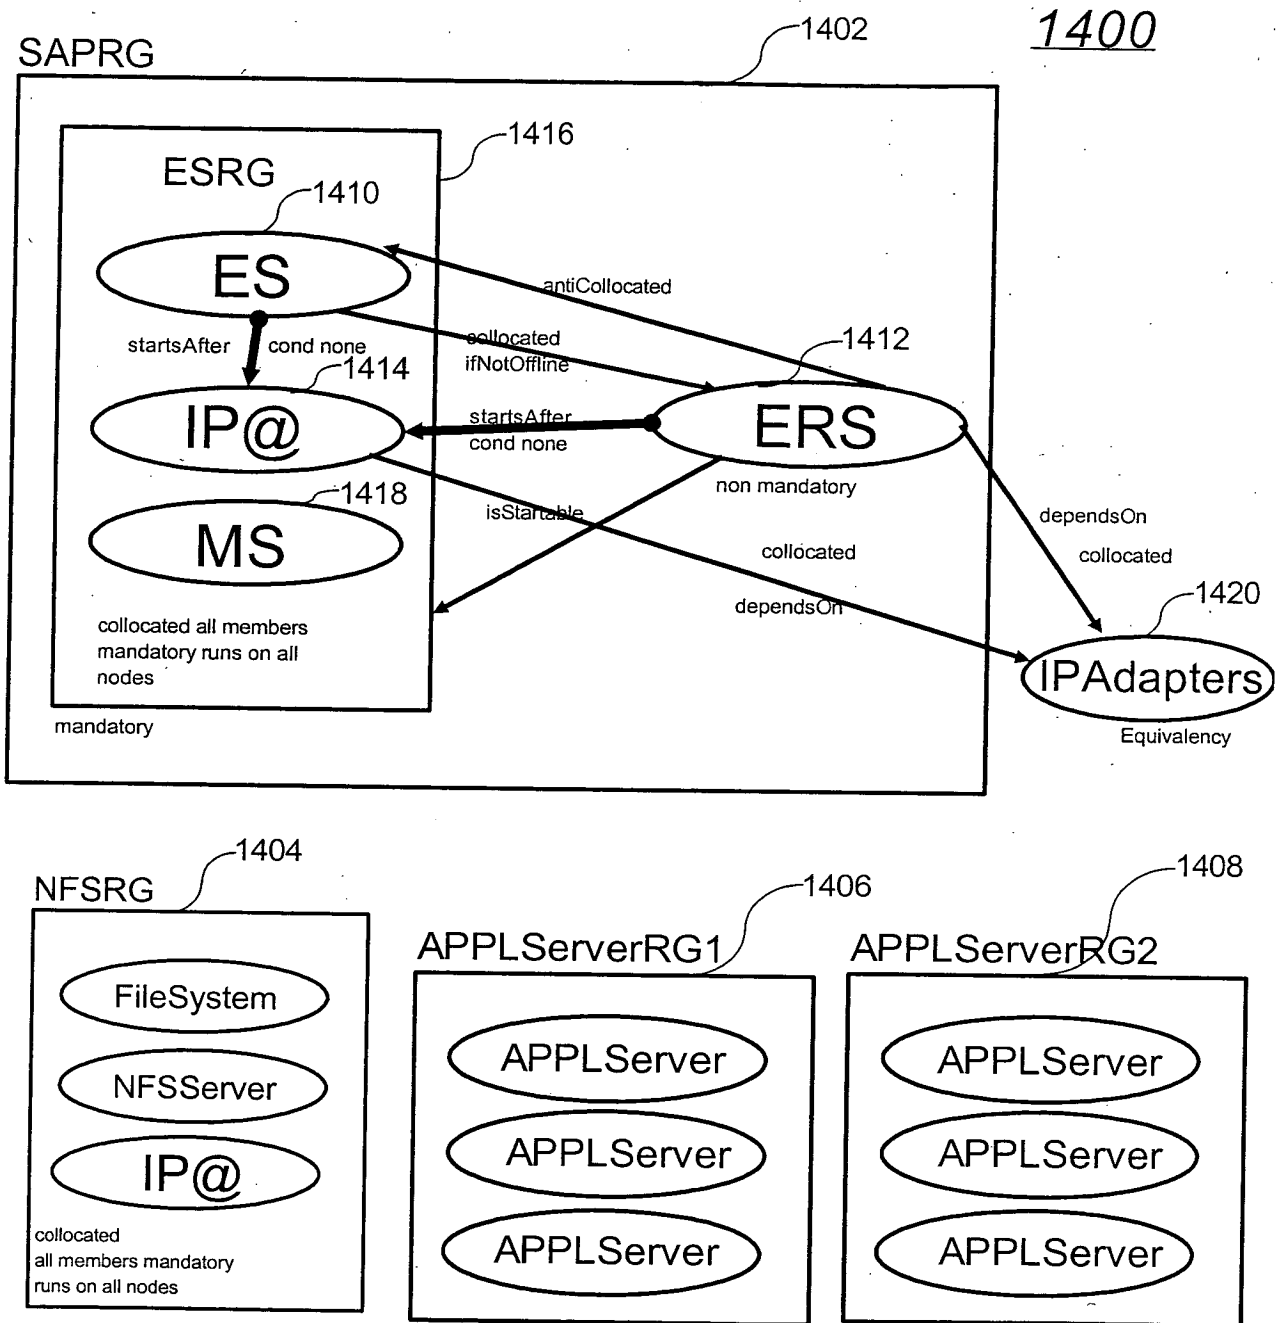 1400
1402
SAPRG
1416
ESRG
1410
ES
antiCollocated
startsAfter
cond none
collocated
ifNotOffline
1412
1414
IP@
startsAfter
cond none
ERS
non mandatory
1418
isStartable
MS
collocated
dependsOn
dependsOn
collocated
1420
IPAdapters
Equivalency
collocated all members
mandatory runs on all
nodes
mandatory
1404
NFSRG
FileSystem
NFSServer
IP@
collocated
all members mandatory
runs on all nodes
1406
APPLServerRG1
APPLServer
APPLServer
APPLServer
1408
APPLServerRG2
APPLServer
APPLServer
APPLServer